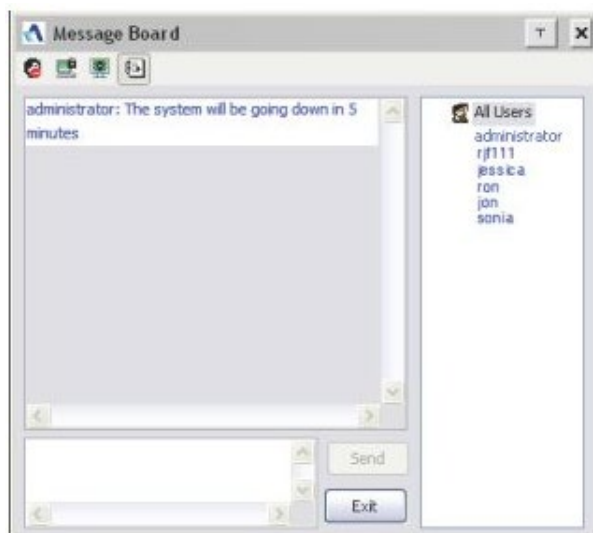 Message Board
administrator: The system will be going down in 5
minutes
All Users
administrator
rjf111
jessica
ron
jon
sonia
Send
Exit